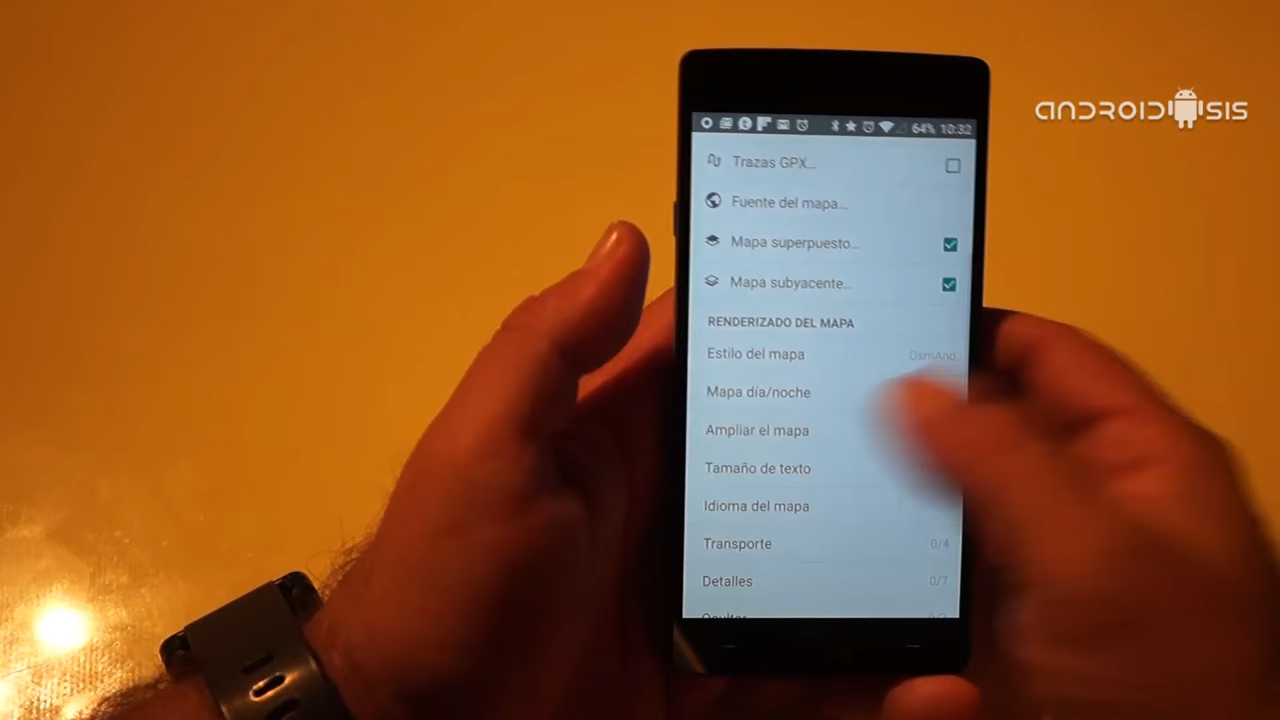 ANDROIDSIS
64% 10:32
Trazas GPX...
Fuente del mapa...
Mapa superpuesto...
Mapa subyacente...
RENDERIZADO DEL MAPA
Estilo del mapa OsmAnd
Mapa día/noche
Ampliar el mapa
Tamaño de texto
Idioma del mapa
Transporte 0/4
Detalles 0/7